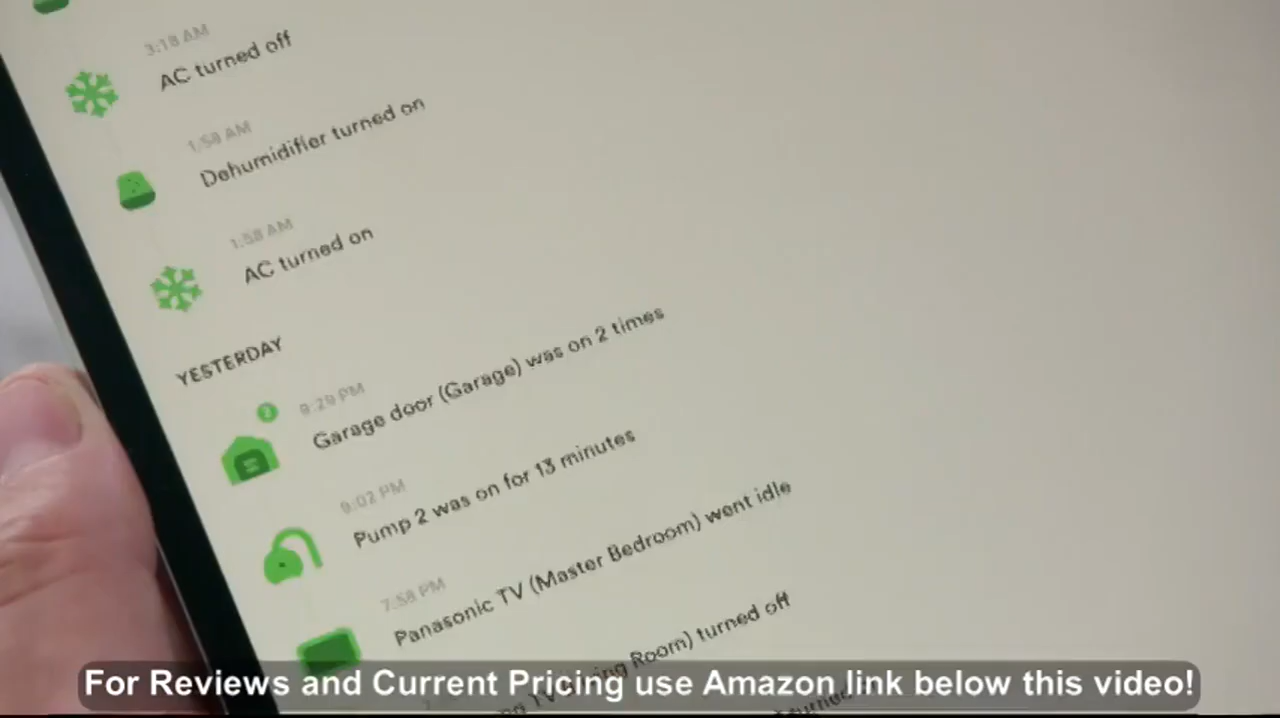 3:18 AM
AC turned off
1:58 AM
Dehumidifier turned on
1:58 AM
AC turned on
YESTERDAY
2
9:29 PM
Garage door (Garage) was on 2 times
9:02 PM
Pump 2 was on for 13 minutes
7:58 PM
Panasonic TV (Master Bedroom) went idle
Room) turned off
For Reviews and Current Pricing use Amazon link below this video!